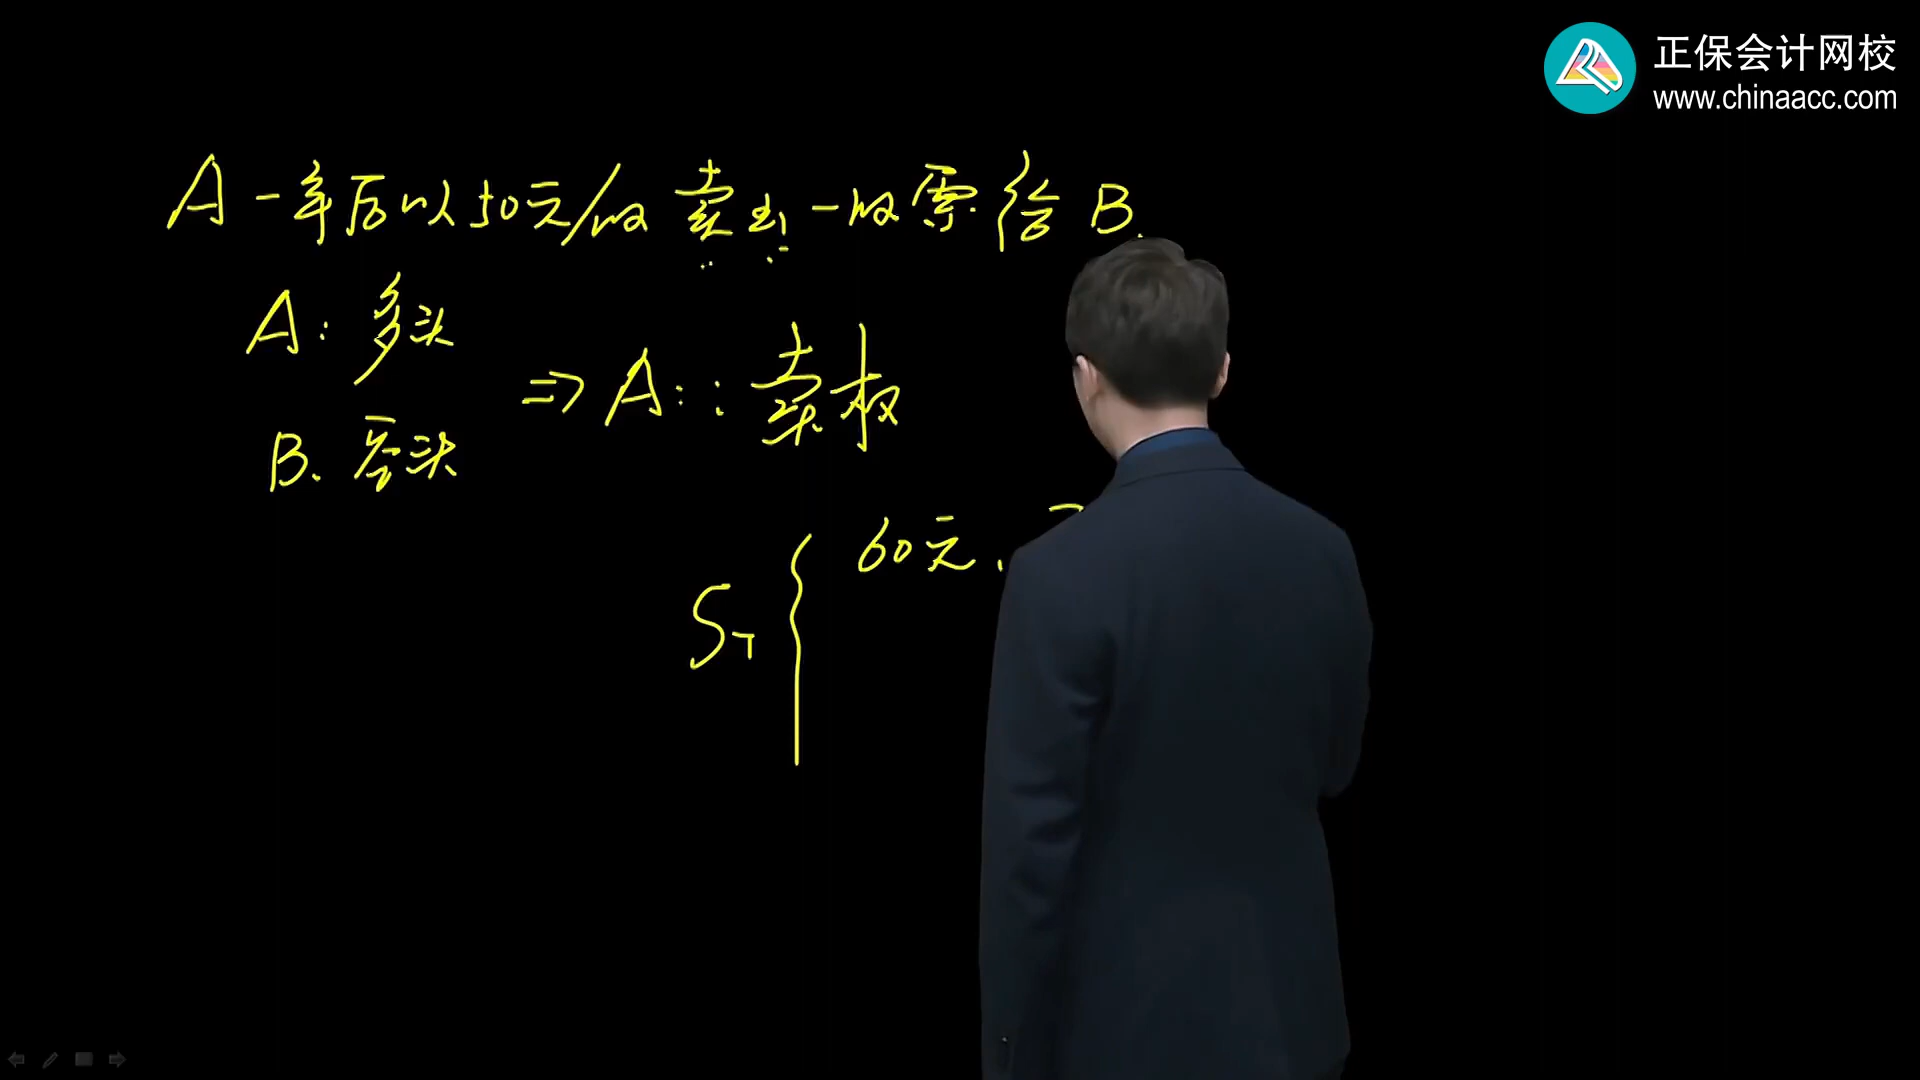 正保会计网校
www.chinaacc.com
A一年后以50元/股卖出一股票给B.
A:多头
⇒A::卖权
B.空头
60元.
ST